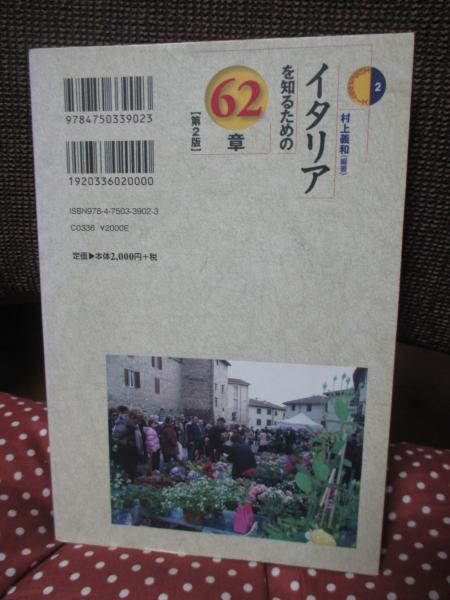 2
村上義和[編著]
イタリア
を知るための
62
章
[第2版]
9784750339023
1920336020000
ISBN978-4-7503-3902-3
C0336 ¥2000E
定価▶本体2,000円+税